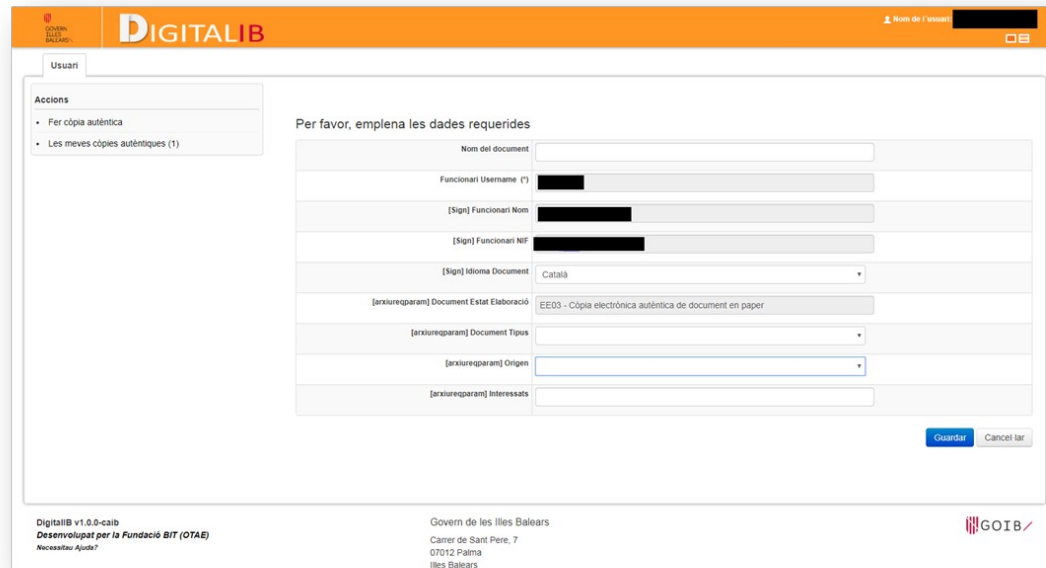 GOVERN
ILLES
BALEARS
DIGITALIB
Nom de l'usuari:
Usuari
Accions
Fer còpia autèntica
Les meves còpies autèntiques (1)
Per favor, emplena les dades requerides
Nom del document
Funcionari Username (*)
[Sign] Funcionari Nom
[Sign] Funcionari NIF
[Sign] Idioma Document
Català
[arxiureqparam] Document Estat Elaboració
EE03 - Còpia electrònica autèntica de document en paper
[arxiureqparam] Document Tipus
[arxiureqparam] Origen
[arxiureqparam] Interessats
Guardar
Cancel·lar
DigitalIB v1.0.0-caib
Desenvolupat per la Fundació BIT (OTAE)
Necessitau Ajuda?
Govern de les Illes Balears
Carrer de Sant Pere, 7
07012 Palma
Illes Balears
GOIB